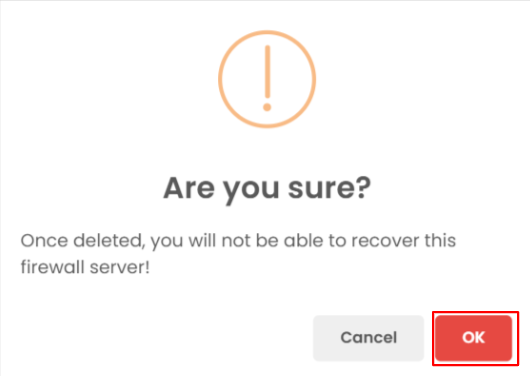 Are you sure?
Once deleted, you will not be able to recover this
firewall server!
Cancel
OK